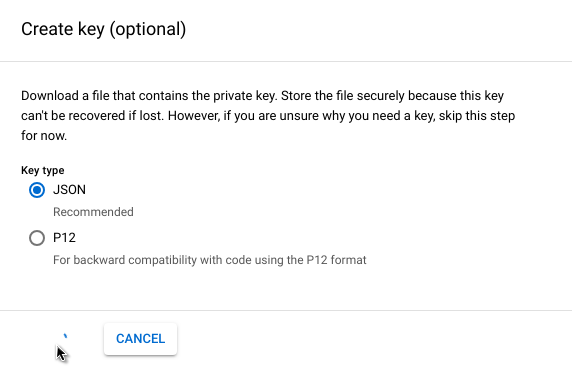 Create key (optional)
Download a file that contains the private key. Store the file securely because this key
can't be recovered if lost. However, if you are unsure why you need a key, skip this step
for now.
Key type
JSON
Recommended
P12
For backward compatibility with code using the P12 format
CANCEL